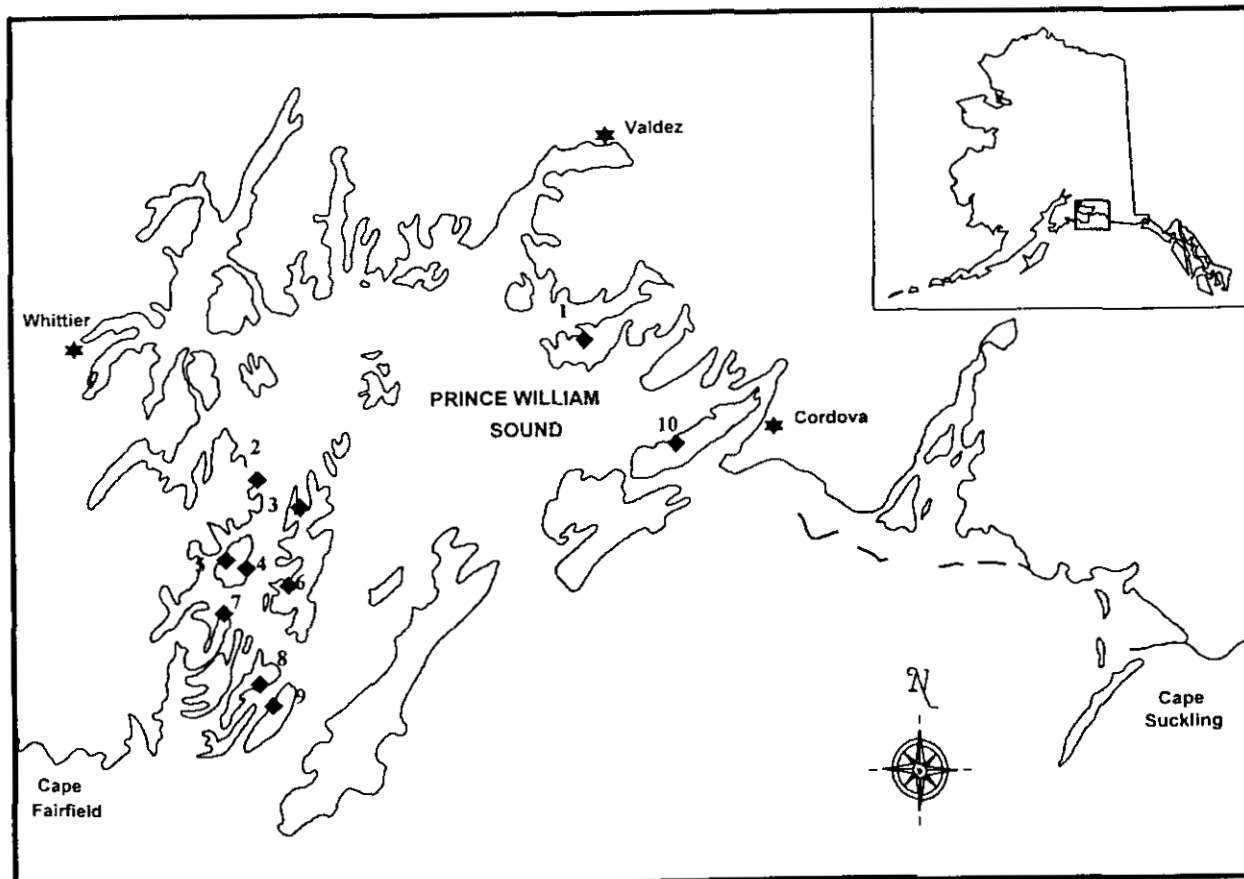 Valdez
Whittier
1
PRINCE WILLIAM
SOUND
10
Cordova
2
3
5
4
6
7
8
9
N
Cape
Suckling
Cape
Fairfield